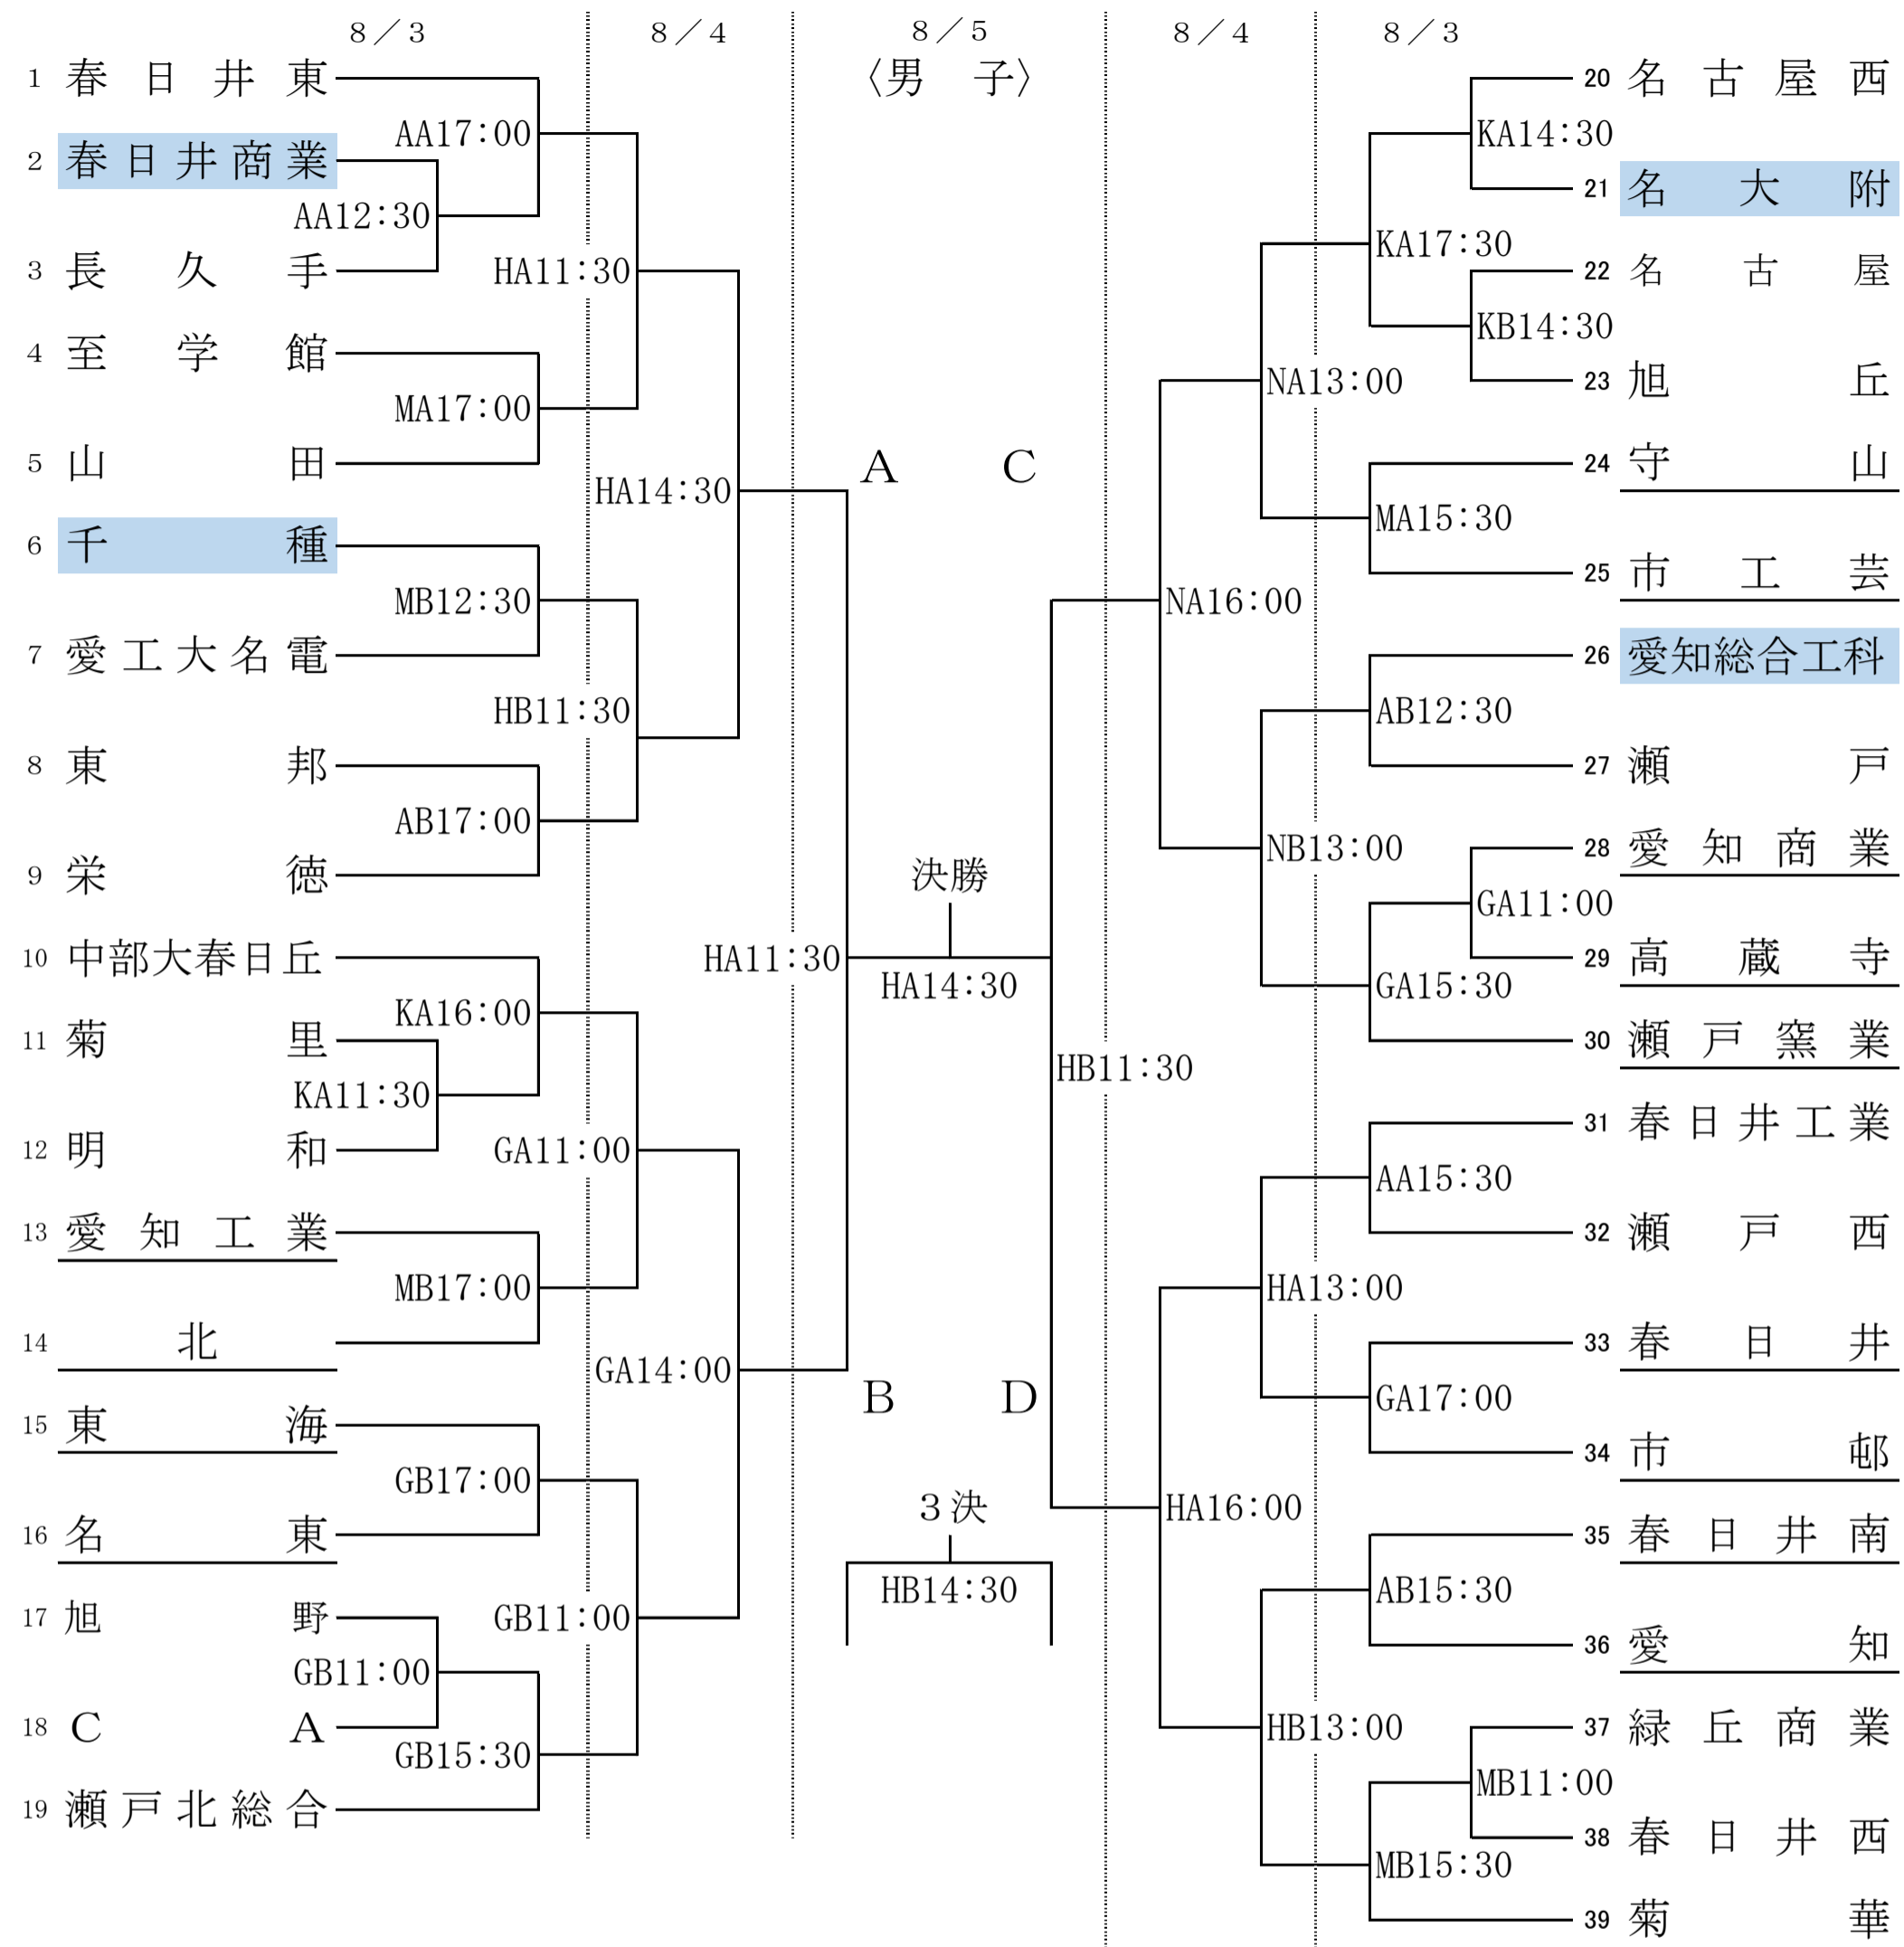 8／3 8／4 8／5 8／4 8／3
〈男 子〉
1 春日井東
AA17:00
2 春日井商業
AA12:30
3 長久手
HA11:30
4 至学館
MA17:00
5 山田
HA14:30
6 千種
MB12:30
7 愛工大名電
HB11:30
8 東邦
AB17:00
9 栄徳
HA11:30
10 中部大春日丘
KA16:00
11 菊里
KA11:30
12 明和
GA11:00
13 愛知工業
MB17:00
14 北
GA14:00
15 東海
GB17:00
16 名東
GB11:00
17 旭野
GB11:00
18 CA
GB15:30
19 瀬戸北総合
A C
決勝
HA14:30
HB11:30
B D
3決
HB14:30
20 名古屋西
KA14:30
21 名大附
KA17:30
22 名古屋
KB14:30
23 旭丘
NA13:00
24 守山
MA15:30
25 市工芸
NA16:00
26 愛知総合工科
AB12:30
27 瀬戸
NB13:00
28 愛知商業
GA11:00
29 高蔵寺
GA15:30
30 瀬戸窯業
31 春日井工業
AA15:30
32 瀬戸西
HA13:00
33 春日井
GA17:00
34 市邨
HA16:00
35 春日井南
AB15:30
36 愛知
HB13:00
37 緑丘商業
MB11:00
38 春日井西
MB15:30
39 菊華